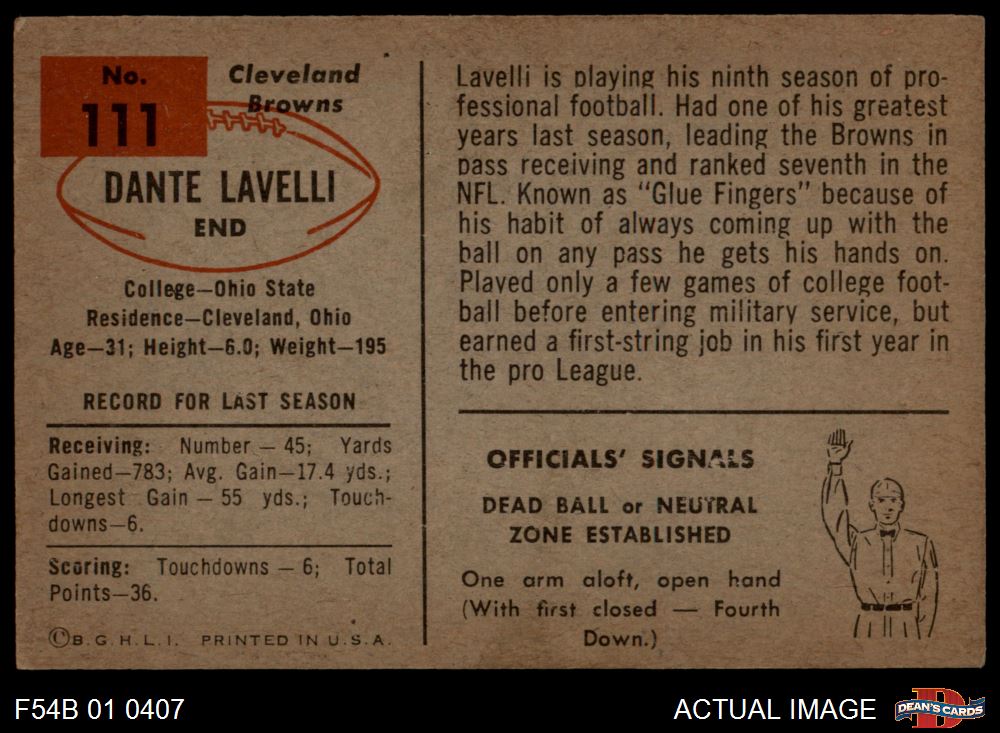 No.
111
Cleveland
Browns
DANTE LAVELLI
END
College—Ohio State
Residence—Cleveland, Ohio
Age—31; Height—6.0; Weight—195
RECORD FOR LAST SEASON
Receiving: Number — 45; Yards
Gained—783; Avg. Gain—17.4 yds.;
Longest Gain — 55 yds.; Touch-
downs—6.
Scoring: Touchdowns — 6; Total
Points—36.
©B.G.H.L.I. PRINTED IN U.S.A.
Lavelli is playing his ninth season of pro-
fessional football. Had one of his greatest
years last season, leading the Browns in
pass receiving and ranked seventh in the
NFL. Known as "Glue Fingers" because of
his habit of always coming up with the
ball on any pass he gets his hands on.
Played only a few games of college foot-
ball before entering military service, but
earned a first-string job in his first year in
the pro League.
OFFICIALS' SIGNALS
DEAD BALL or NEUTRAL
ZONE ESTABLISHED
One arm aloft, open hand
(With first closed — Fourth
Down.)
F54B 01 0407
ACTUAL IMAGE
D
DEAN'S CARDS